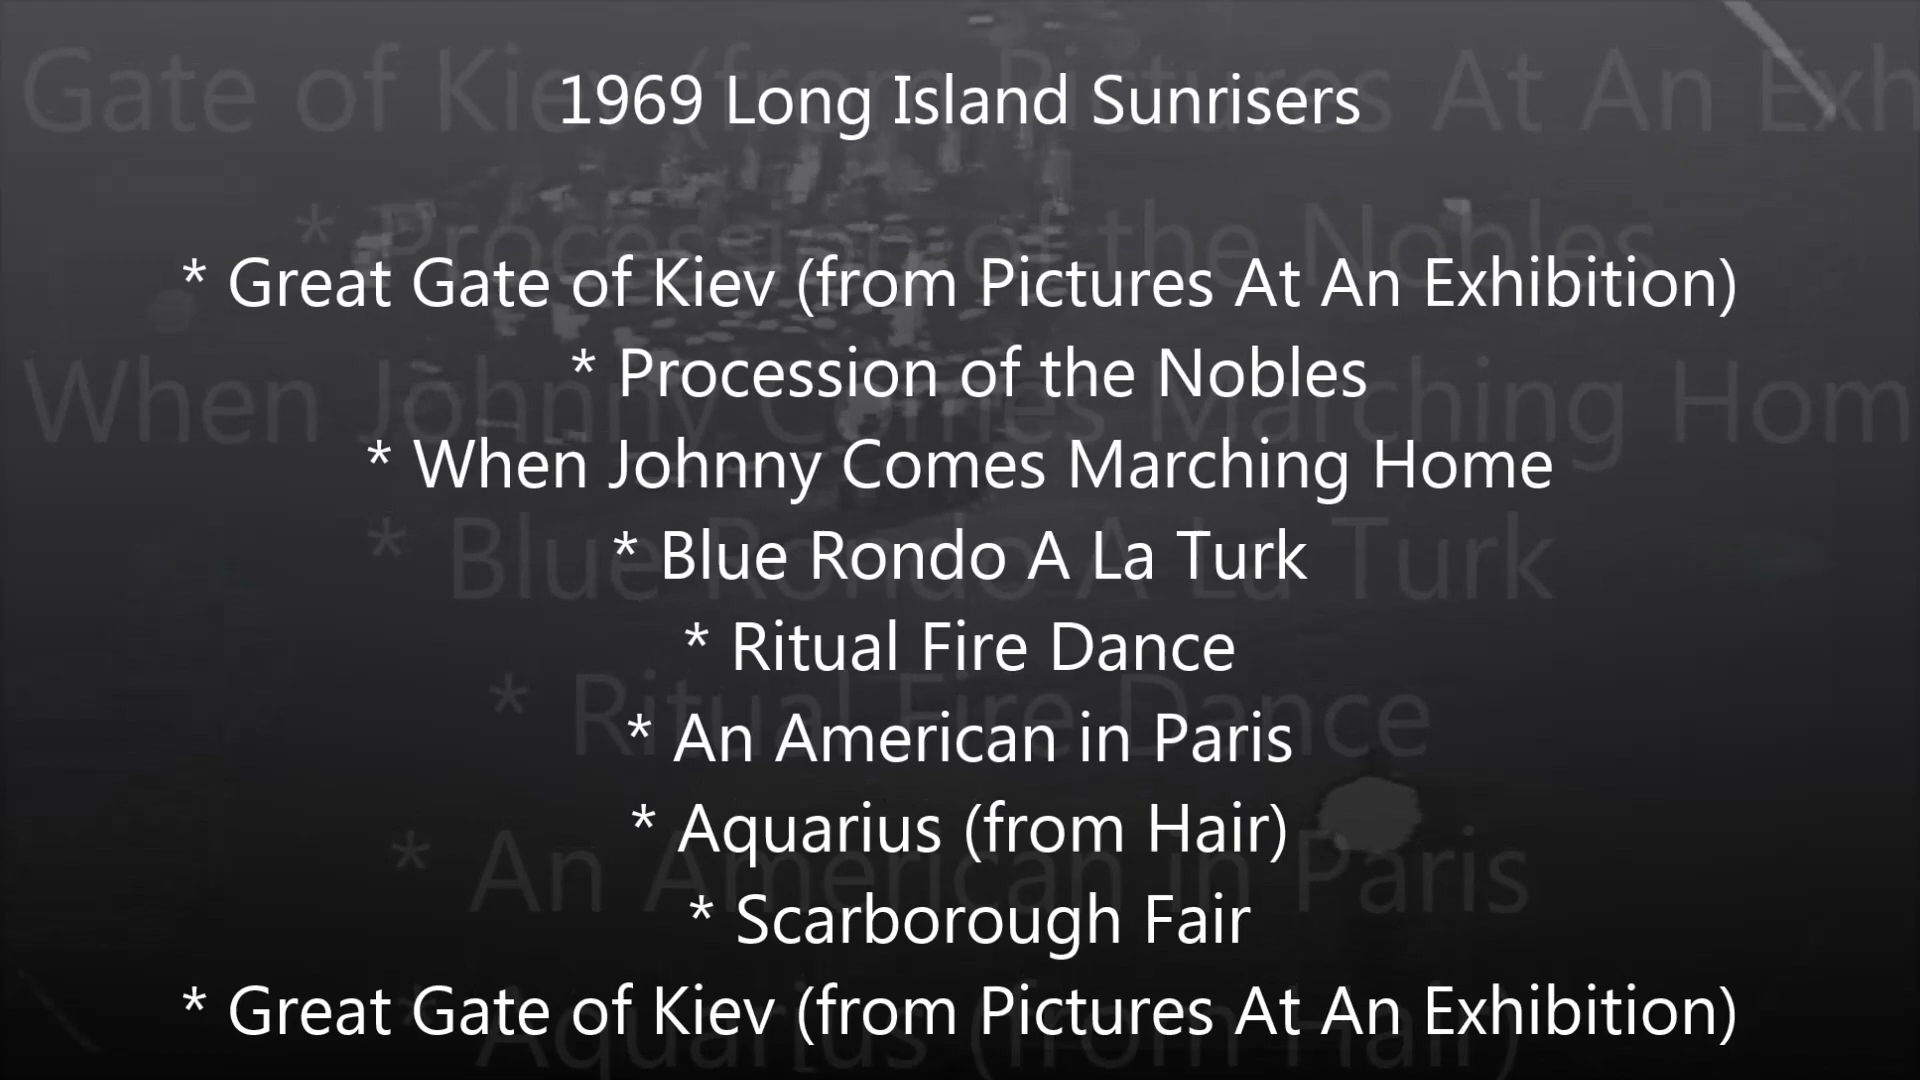 1969 Long Island Sunrisers
* Great Gate of Kiev (from Pictures At An Exhibition)
* Procession of the Nobles
* When Johnny Comes Marching Home
* Blue Rondo A La Turk
* Ritual Fire Dance
* An American in Paris
* Aquarius (from Hair)
* Scarborough Fair
* Great Gate of Kiev (from Pictures At An Exhibition)